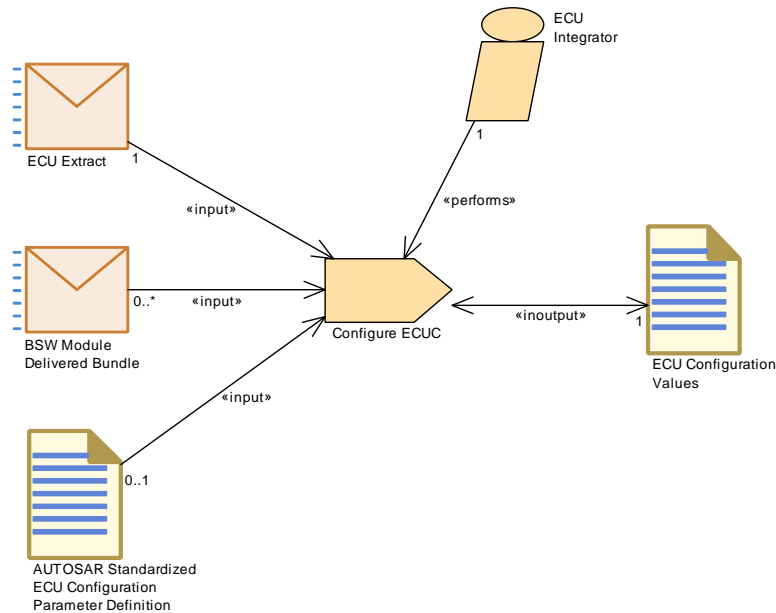 ECU
Integrator
1
«performs»
ECU Extract
1
«input»
BSW Module
Delivered Bundle
0..*
«input»
Configure ECUC
«inoutput»
1
ECU Configuration
Values
«input»
0..1
AUTOSAR Standardized
ECU Configuration
Parameter Definition